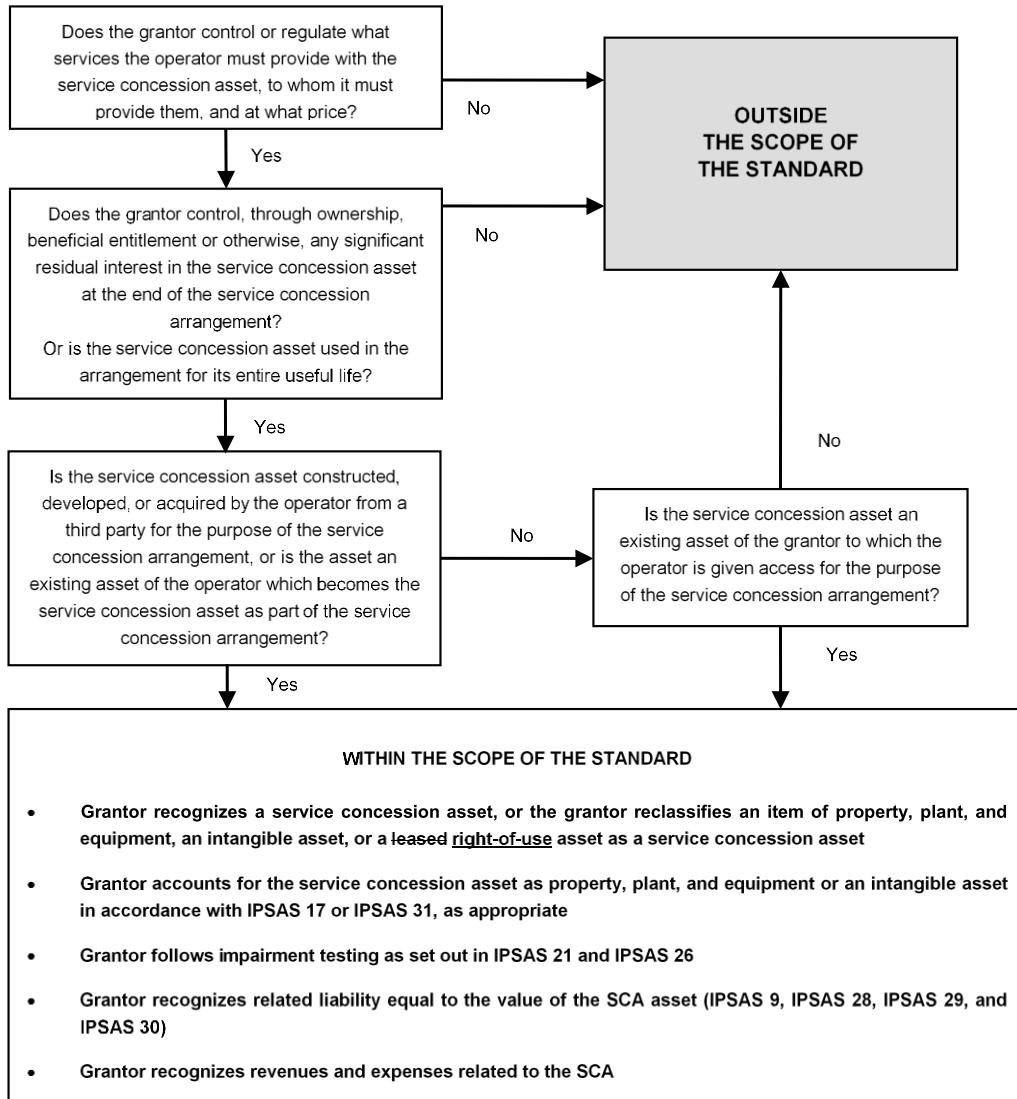 Does the grantor control or regulate what
services the operator must provide with the
service concession asset, to whom it must
provide them, and at what price?
No
OUTSIDE
THE SCOPE OF
THE STANDARD
Yes
Does the grantor control, through ownership,
beneficial entitlement or otherwise, any significant
residual interest in the service concession asset
at the end of the service concession
arrangement?
Or is the service concession asset used in the
arrangement for its entire useful life?
No
Yes
No
Is the service concession asset constructed,
developed, or acquired by the operator from a
third party for the purpose of the service
concession arrangement, or is the asset an
existing asset of the operator which becomes the
service concession asset as part of the service
concession arrangement?
No
Is the service concession asset an
existing asset of the grantor to which the
operator is given access for the purpose
of the service concession arrangement?
Yes
Yes
WITHIN THE SCOPE OF THE STANDARD
• Grantor recognizes a service concession asset, or the grantor reclassifies an item of property, plant, and
equipment, an intangible asset, or a leased right-of-use asset as a service concession asset
• Grantor accounts for the service concession asset as property, plant, and equipment or an intangible asset
in accordance with IPSAS 17 or IPSAS 31, as appropriate
• Grantor follows impairment testing as set out in IPSAS 21 and IPSAS 26
• Grantor recognizes related liability equal to the value of the SCA asset (IPSAS 9, IPSAS 28, IPSAS 29, and
IPSAS 30)
• Grantor recognizes revenues and expenses related to the SCA